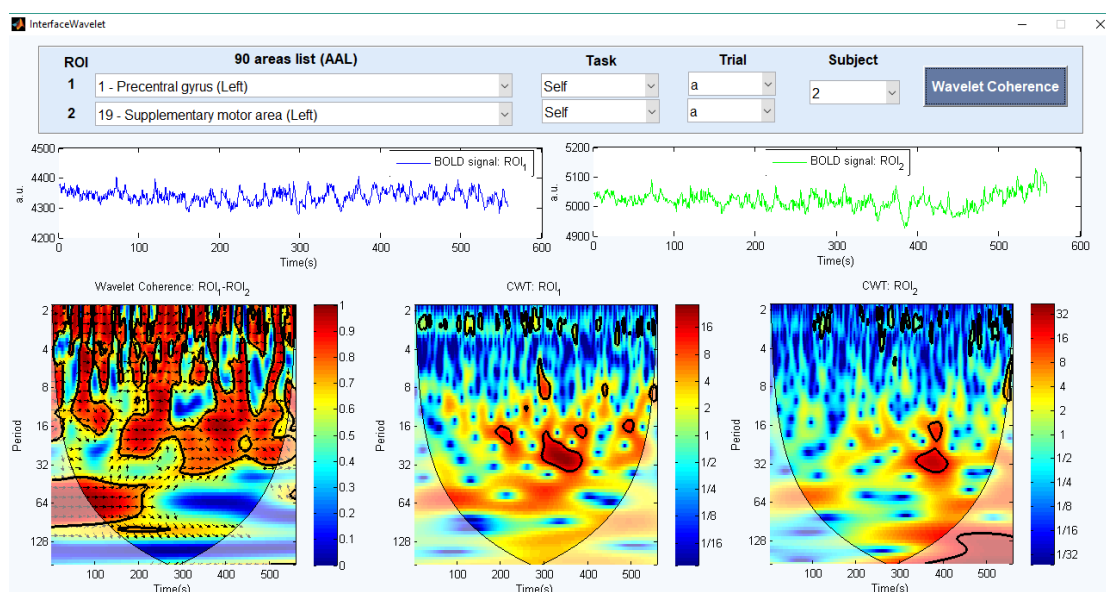 InterfaceWavelet
ROI 90 areas list (AAL) Task Trial Subject
1 1 - Precentral gyrus (Left) Self a 2 Wavelet Coherence
2 19 - Supplementary motor area (Left) Self a
4500 4400 4300 4200
a.u.
BOLD signal: ROI1
0 100 200 300 400 500 600
Time(s)
5200 5100 5000 4900
a.u.
BOLD signal: ROI2
0 100 200 300 400 500 600
Time(s)
Wavelet Coherence: ROI1-ROI2
Period
2 4 8 16 32 64 128
100 200 300 400 500
Time(s)
1 0.9 0.8 0.7 0.6 0.5 0.4 0.3 0.2 0.1 0
CWT: ROI1
Period
2 4 8 16 32 64 128
100 200 300 400 500
Time(s)
16 8 4 2 1 1/2 1/4 1/8 1/16
CWT: ROI2
Period
2 4 8 16 32 64 128
100 200 300 400 500
Time(s)
32 16 8 4 2 1 1/2 1/4 1/8 1/16 1/32